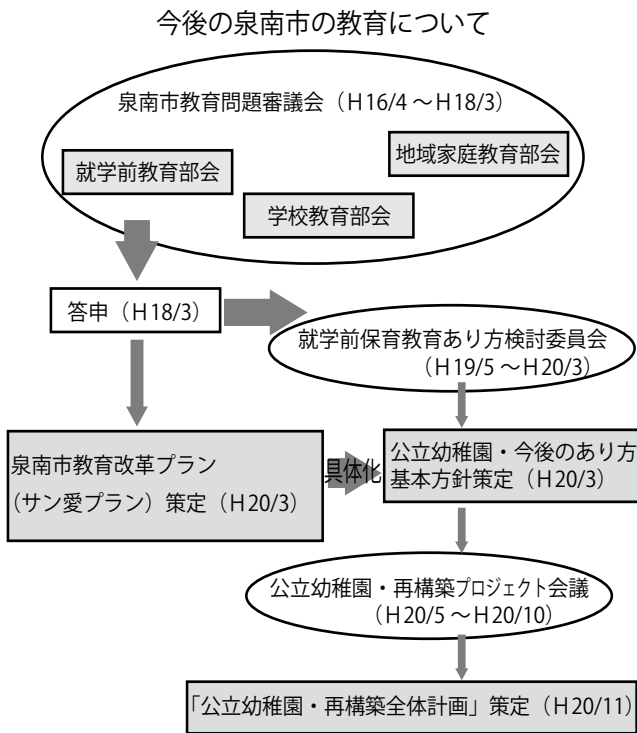 今後の泉南市の教育について
泉南市教育問題審議会（H16/4～H18/3）
地域家庭教育部会
就学前教育部会
学校教育部会
答申（H18/3）
就学前保育教育あり方検討委員会
（H19/5～H20/3）
泉南市教育改革プラン
（サン愛プラン）策定（H20/3）
具体化
公立幼稚園・今後のあり方
基本方針策定（H20/3）
公立幼稚園・再構築プロジェクト会議
（H20/5～H20/10）
「公立幼稚園・再構築全体計画」策定（H20/11）